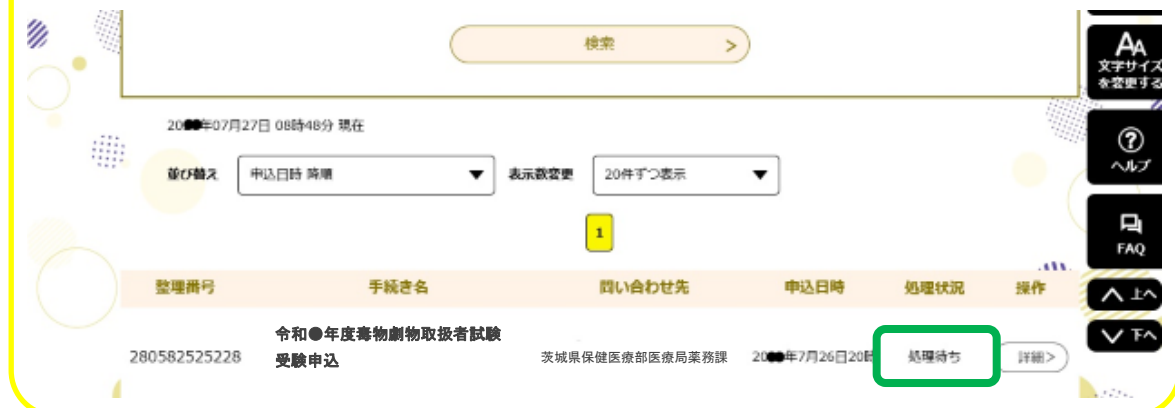 検索 >
AA
文字サイズ
を変更する
20●●年07月27日 08時48分 現在
並び替え 申込日時 降順 ▼ 表示数変更 20件ずつ表示 ▼
? ヘルプ
1
FAQ
整理番号 手続き名 問い合わせ先 申込日時 処理状況 操作
上へ
下へ
令和●年度毒物劇物取扱者試験
受験申込
280582525228 茨城県保健医療部医療局薬務課 20●●年7月26日20時 処理待ち 詳細>